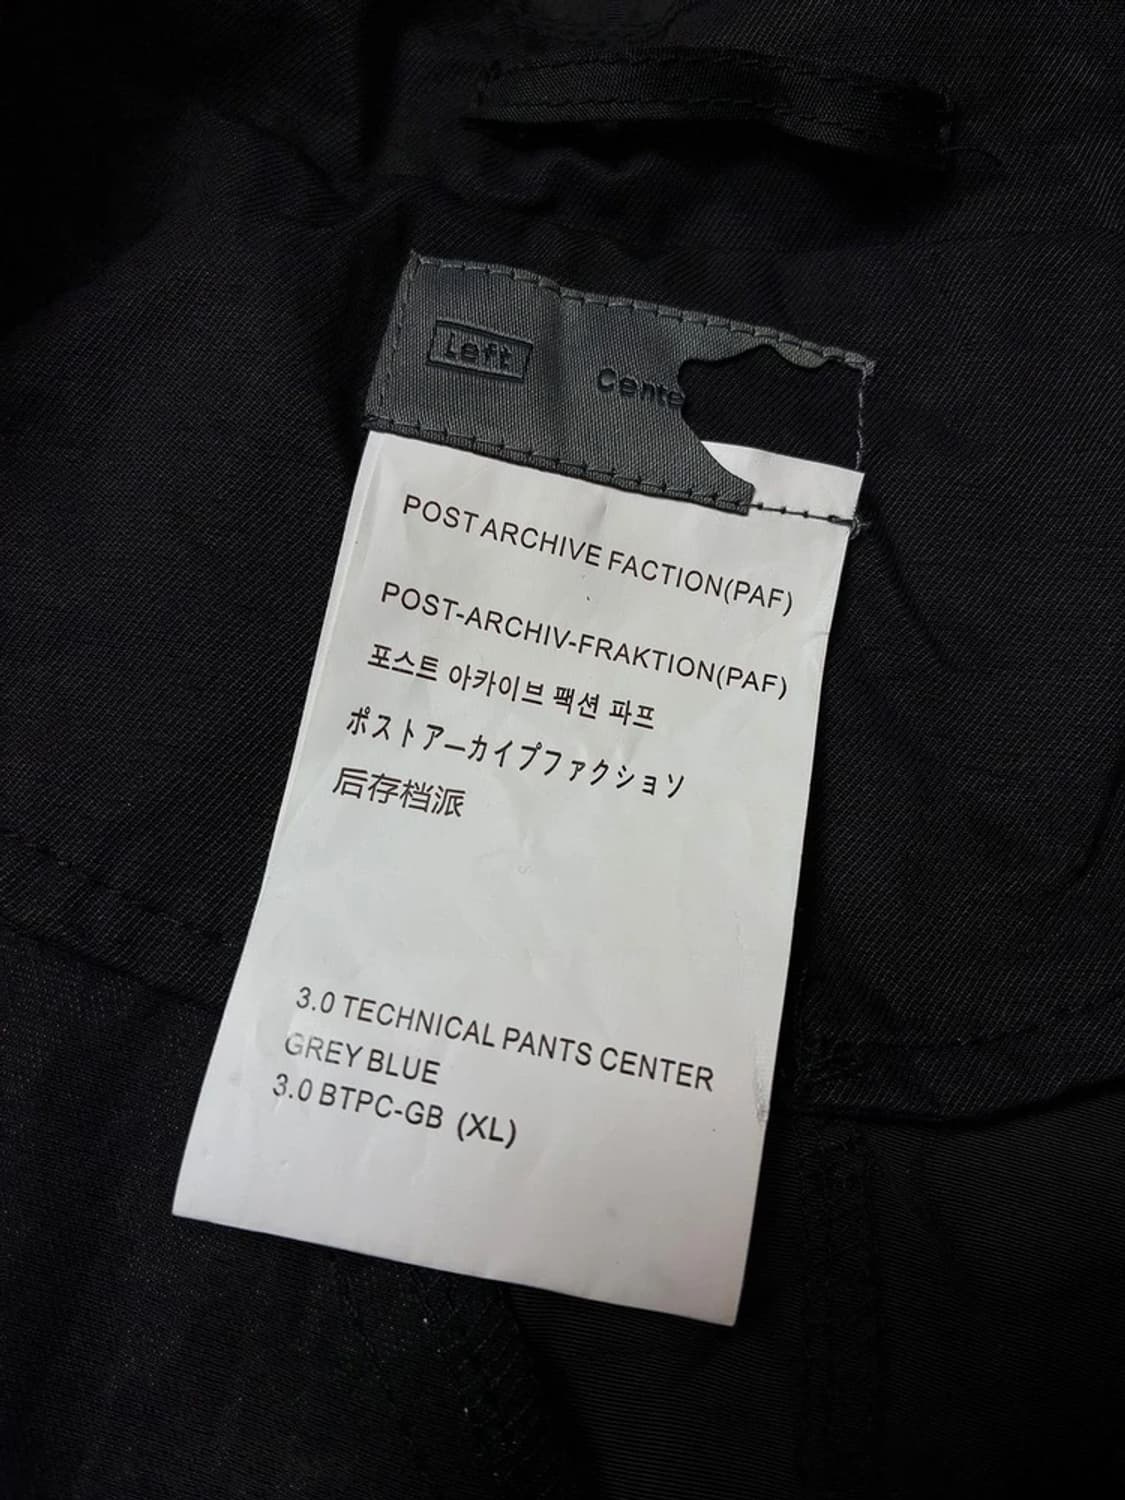 Left Cente
POST ARCHIVE FACTION(PAF)
POST-ARCHIV-FRAKTION(PAF)
포스트 아카이브 팩션 파프
ポストアーカイプファクショソ
后存档派
3.0 TECHNICAL PANTS CENTER
GREY BLUE
3.0 BTPC-GB (XL)